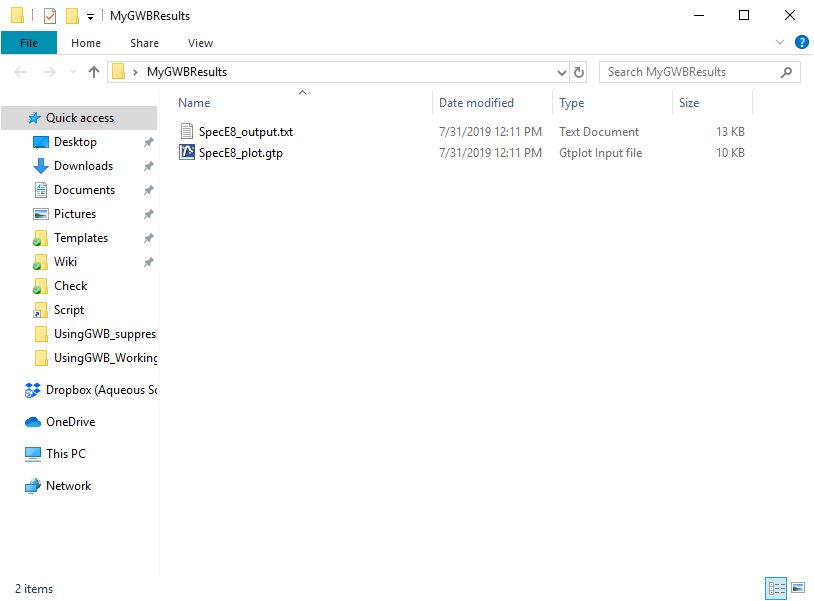 MyGWBResults
File Home Share View
MyGWBResults
Search MyGWBResults
Name Date modified Type Size
SpecE8_output.txt 7/31/2019 12:11 PM Text Document 13 KB
SpecE8_plot.gtp 7/31/2019 12:11 PM Gtplot Input file 10 KB
Quick access
Desktop
Downloads
Documents
Pictures
Templates
Wiki
Check
Script
UsingGWB_suppres
UsingGWB_Working
Dropbox (Aqueous So
OneDrive
This PC
Network
2 items